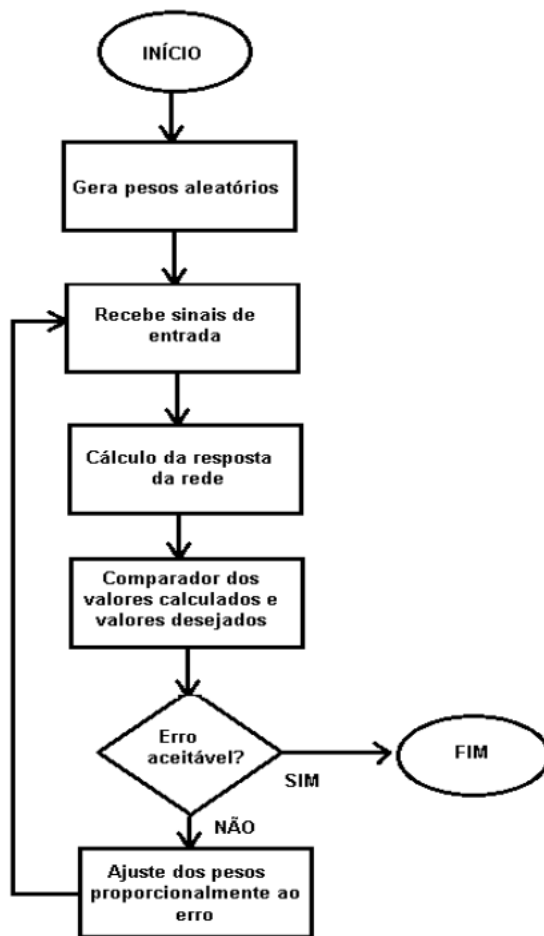 INÍCIO
Gera pesos aleatórios
Recebe sinais de
entrada
Cálculo da resposta
da rede
Comparador dos
valores calculados e
valores desejados
Erro
aceitável?
SIM
FIM
NÃO
Ajuste dos pesos
proporcionalmente ao
erro